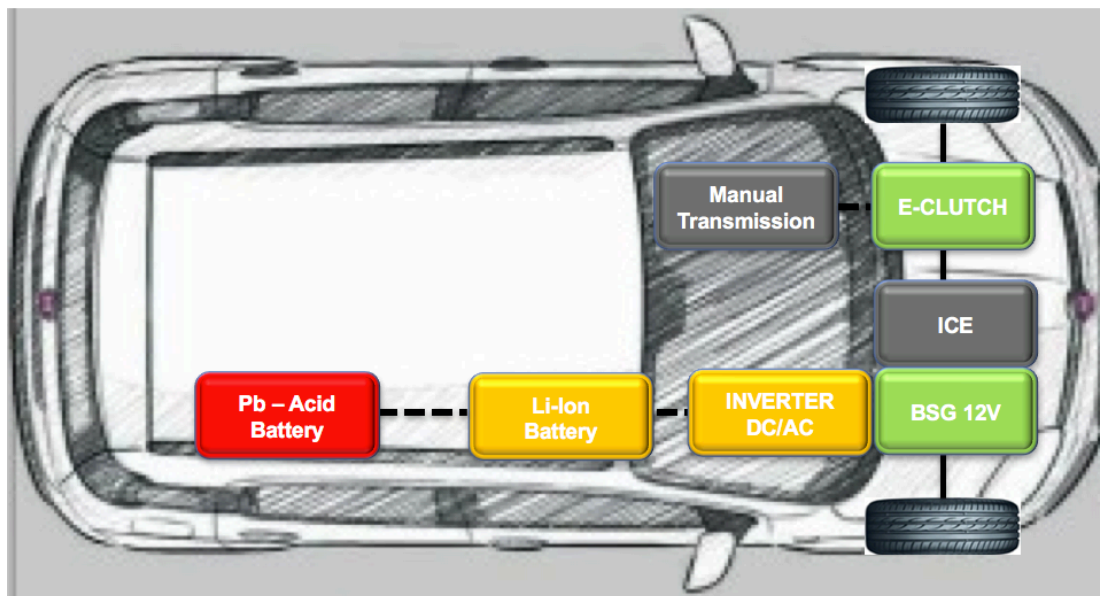 Manual
Transmission
E-CLUTCH
ICE
Pb – Acid
Battery
Li-Ion
Battery
INVERTER
DC/AC
BSG 12V